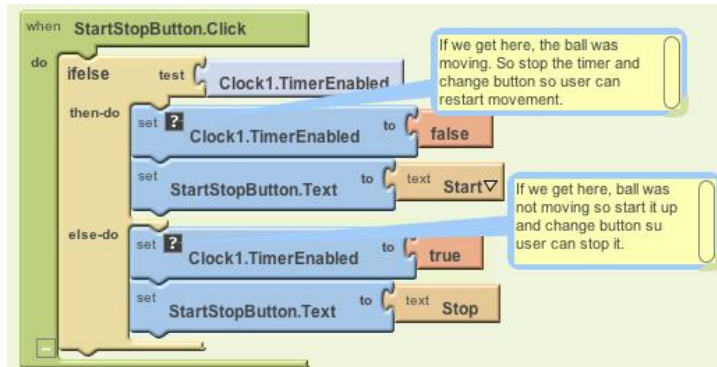 when StartStopButton.Click
do ifelse test Clock1.TimerEnabled
If we get here, the ball was
moving. So stop the timer and
change button so user can
restart movement.
then-do set ? Clock1.TimerEnabled to false
set StartStopButton.Text to text Start
If we get here, ball was
not moving so start it up
and change button su
user can stop it.
else-do set ? Clock1.TimerEnabled to true
set StartStopButton.Text to text Stop